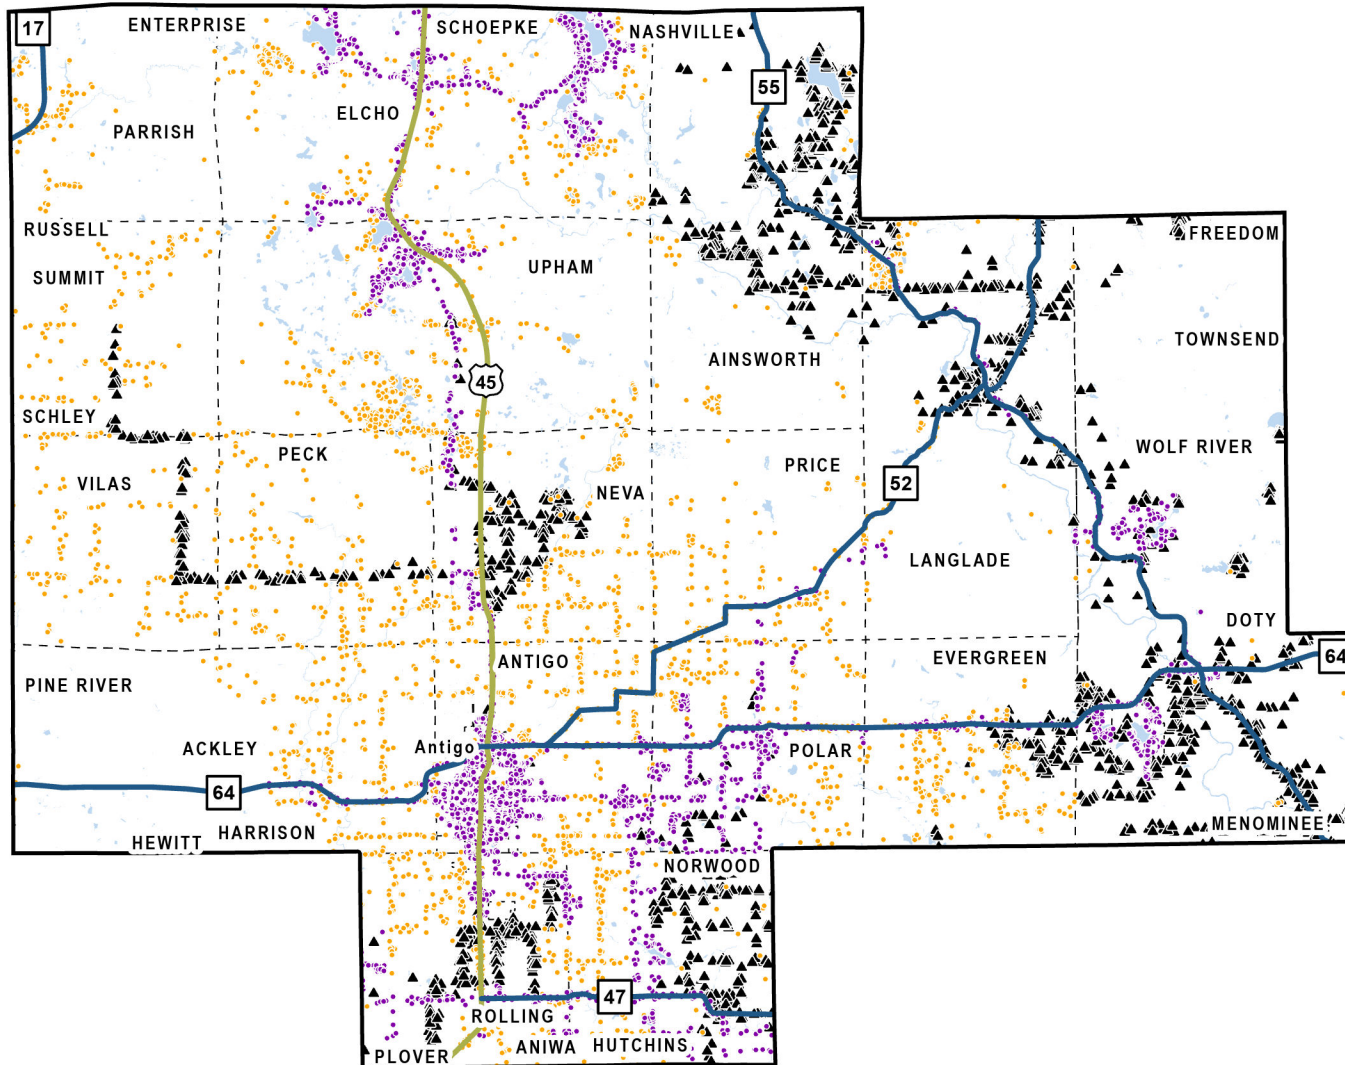 17
ENTERPRISE
SCHOEPKE
NASHVILLE
55
ELCHO
PARRISH
RUSSELL
FREEDOM
SUMMIT
UPHAM
TOWNSEND
AINSWORTH
45
SCHLEY
WOLF RIVER
PECK
PRICE
VILAS
NEVA
52
LANGLADE
DOTY
64
ANTIGO
EVERGREEN
PINE RIVER
ACKLEY
Antigo
POLAR
64
HARRISON
MENOMINEE
HEWITT
NORWOOD
47
ROLLING
ANIWA
HUTCHINS
PLOVER